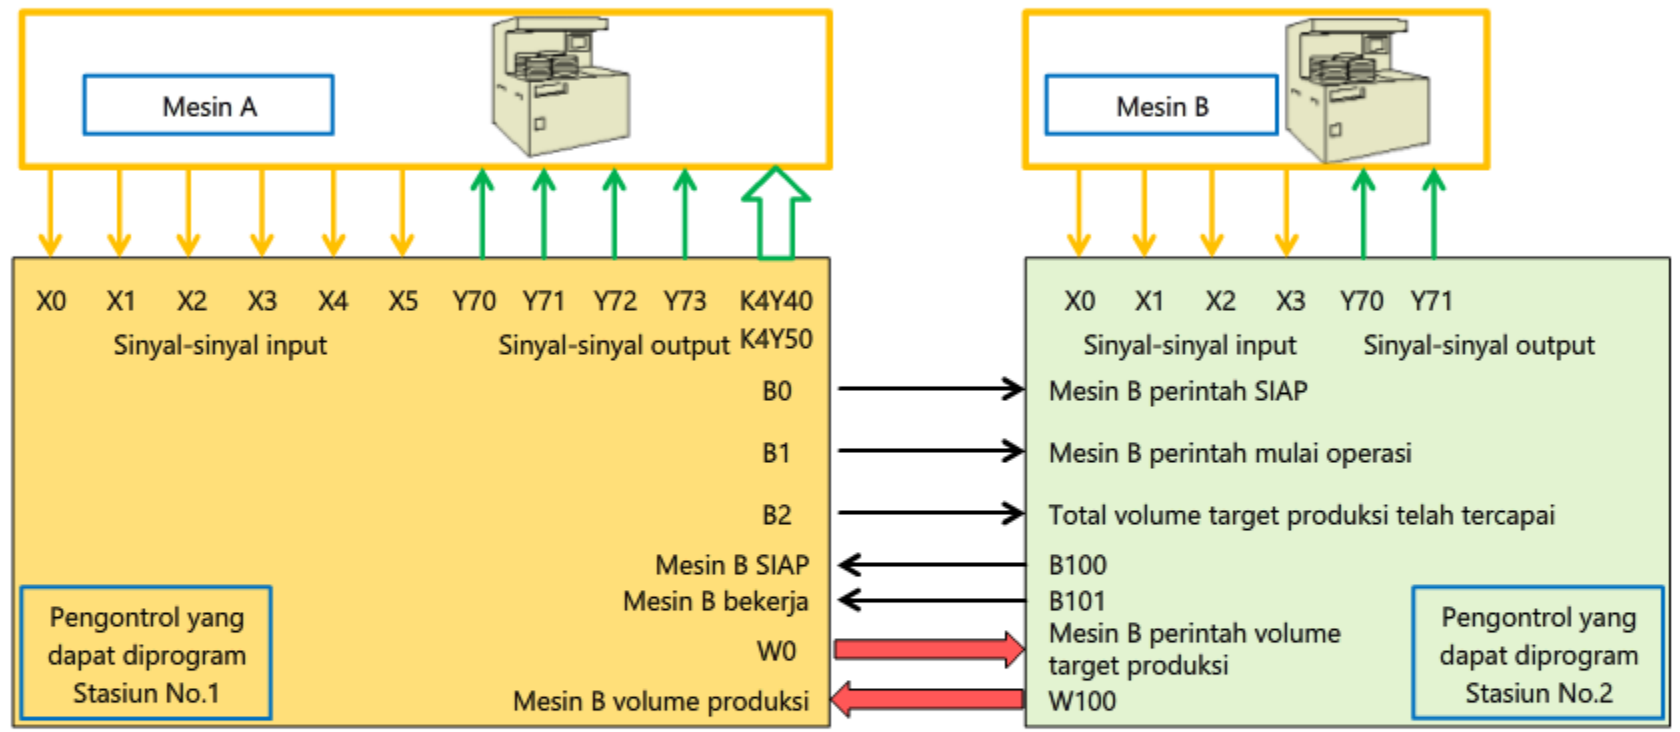 Mesin A
Mesin B
X0 X1 X2 X3 X4 X5 Y70 Y71 Y72 Y73 K4Y40
Sinyal-sinyal input Sinyal-sinyal output K4Y50
X0 X1 X2 X3 Y70 Y71
Sinyal-sinyal input Sinyal-sinyal output
B0 Mesin B perintah SIAP
B1 Mesin B perintah mulai operasi
B2 Total volume target produksi telah tercapai
Mesin B SIAP B100
Mesin B bekerja B101
W0 Mesin B perintah volume
target produksi
Mesin B volume produksi W100
Pengontrol yang
dapat diprogram
Stasiun No.1
Pengontrol yang
dapat diprogram
Stasiun No.2